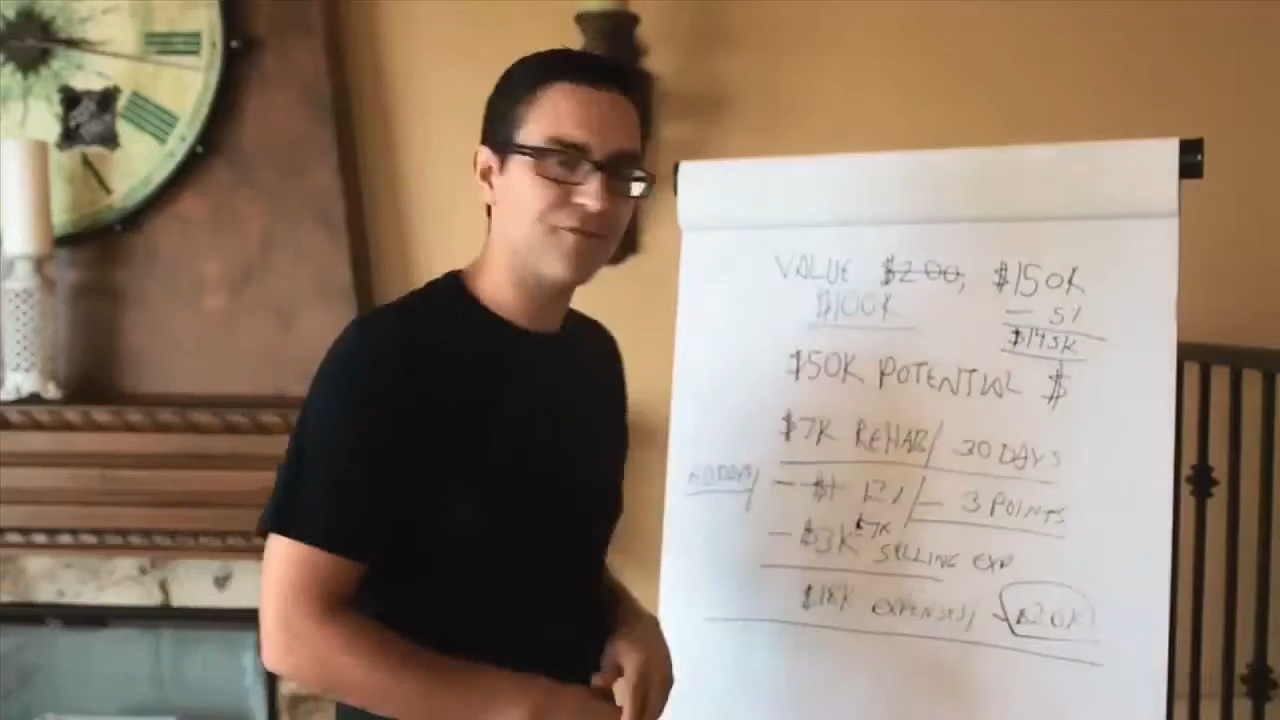 VALUE $200, $150K
$100K - 5%
$145K
$50K POTENTIAL $
$7K REHAB/ 30 DAYS
- $1 12%/ - 3 POINTS
- $3K $7K SELLING EXP
$18K EXPENSES/ $20K